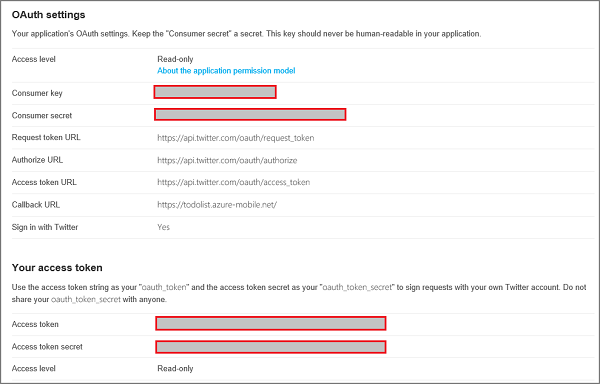 OAuth settings
Your application's OAuth settings. Keep the "Consumer secret" a secret. This key should never be human-readable in your application.
Access level Read-only
About the application permission model
Consumer key
Consumer secret
Request token URL https://api.twitter.com/oauth/request_token
Authorize URL https://api.twitter.com/oauth/authorize
Access token URL https://api.twitter.com/oauth/access_token
Callback URL https://todolist.azure-mobile.net/
Sign in with Twitter Yes
Your access token
Use the access token string as your "oauth_token" and the access token secret as your "oauth_token_secret" to sign requests with your own Twitter account. Do not
share your oauth_token_secret with anyone.
Access token
Access token secret
Access level Read-only